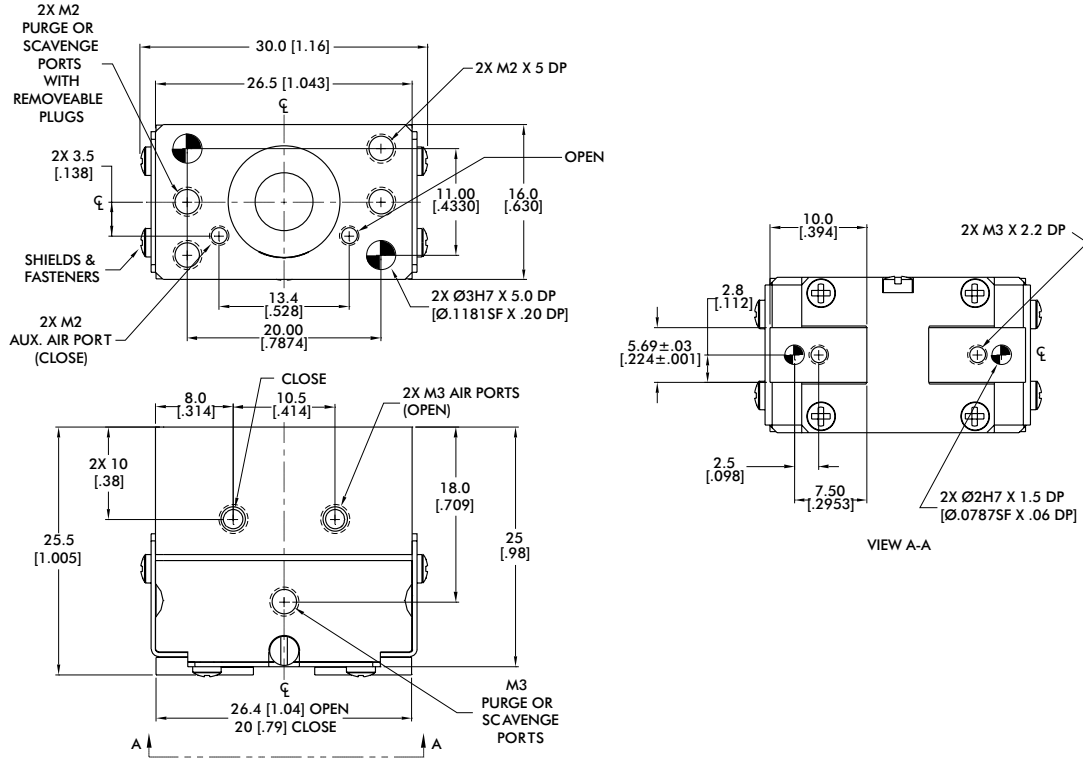 2X M2
PURGE OR
SCAVENGE
PORTS
WITH
REMOVEABLE
PLUGS
30.0 [1.16]
26.5 [1.043]
℄
2X M2 X 5 DP
OPEN
2X 3.5
[.138]
℄
11.00
[.4330]
16.0
[.630]
SHIELDS &
FASTENERS
2X M2
AUX. AIR PORT
(CLOSE)
13.4
[.528]
20.00
[.7874]
2X Ø3H7 X 5.0 DP
[Ø.1181SF X .20 DP]
CLOSE
8.0
[.314]
10.5
[.414]
2X M3 AIR PORTS
(OPEN)
2X 10
[.38]
18.0
[.709]
25.5
[1.005]
25
[.98]
℄
26.4 [1.04] OPEN
20 [.79] CLOSE
M3
PURGE OR
SCAVENGE
PORTS
A
A
10.0
[.394]
2X M3 X 2.2 DP
2.8
[.112]
5.69±.03
[.224±.001]
℄
2.5
[.098]
7.50
[.2953]
2X Ø2H7 X 1.5 DP
[Ø.0787SF X .06 DP]
VIEW A-A